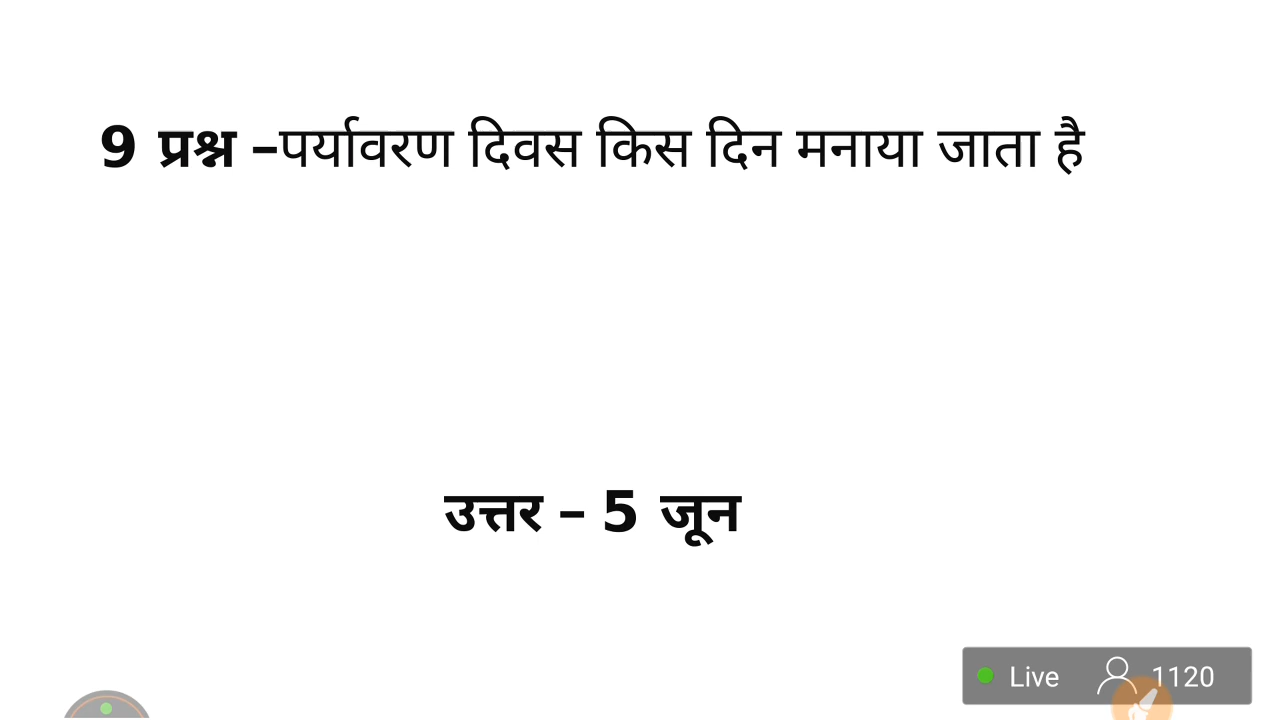 9 प्रश्न –पर्यावरण दिवस किस दिन मनाया जाता है
उत्तर – 5 जून
Live 1120